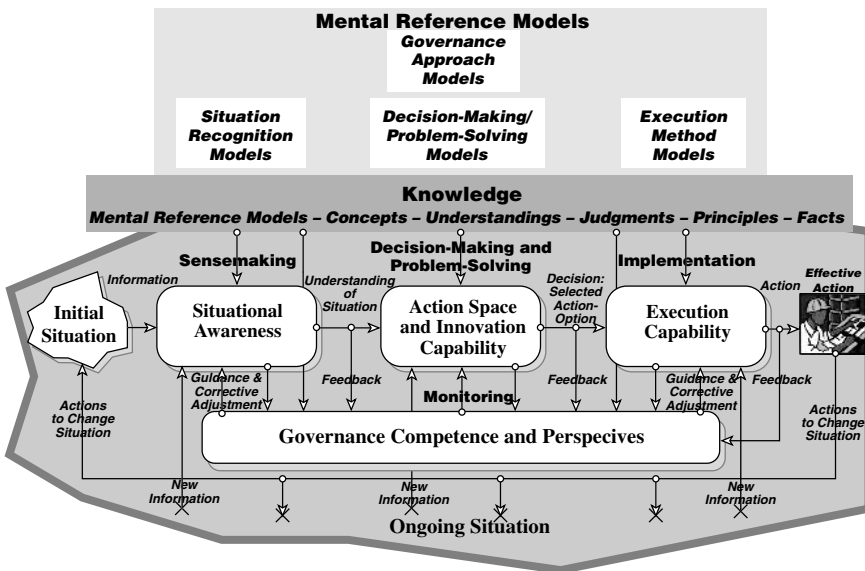 Mental Reference Models
Governance
Approach
Models
Situation
Recognition
Models
Decision-Making/
Problem-Solving
Models
Execution
Method
Models
Knowledge
Mental Reference Models – Concepts – Understandings – Judgments – Principles – Facts
Sensemaking
Decision-Making and
Problem-Solving
Implementation
Information
Understanding
of
Situation
Decision:
Selected
Action-
Option
Action
Effective
Action
Initial
Situation
Situational
Awareness
Action Space
and Innovation
Capability
Execution
Capability
Guidance &
Corrective
Adjustment
Feedback
Monitoring
Feedback
Guidance &
Corrective
Adjustment
Feedback
Actions
to Change
Situation
Governance Competence and Perspecives
Actions
to Change
Situation
New
Information
New
Information
New
Information
Ongoing Situation